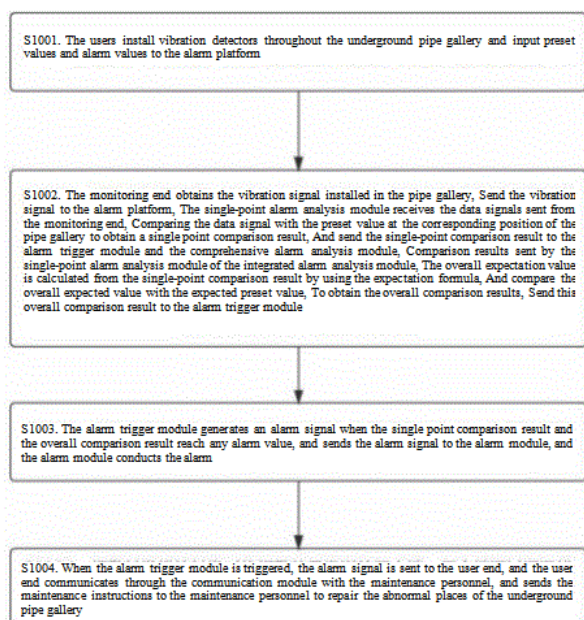 S1001. The users install vibration detectors throughout the underground pipe gallery and input preset
values and alarm values to the alarm platform
S1002. The monitoring end obtains the vibration signal installed in the pipe gallery, Send the vibration
signal to the alarm platform, The single-point alarm analysis module receives the data signals sent from
the monitoring end, Comparing the data signal with the preset value at the corresponding position of the
pipe gallery to obtain a single point comparison result, And send the single-point comparison result to the
alarm trigger module and the comprehensive alarm analysis module, Comparison results sent by
the single-point alarm analysis module of the integrated alarm analysis module, The overall expectation value
is calculated from the single-point comparison result by using the expectation formula, And compare the
overall expected value with the expected preset value, To obtain the overall comparison results, Send this
overall comparison result to the alarm trigger module
S1003. The alarm trigger module generates an alarm signal when the single point comparison result and
the overall comparison result reach any alarm value, and sends the alarm signal to the alarm module, and
the alarm module conducts the alarm
S1004. When the alarm trigger module is triggered, the alarm signal is sent to the user end, and the user
end communicates through the communication module with the maintenance personnel, and sends the
maintenance instructions to the maintenance personnel to repair the abnormal places of the underground
pipe gallery